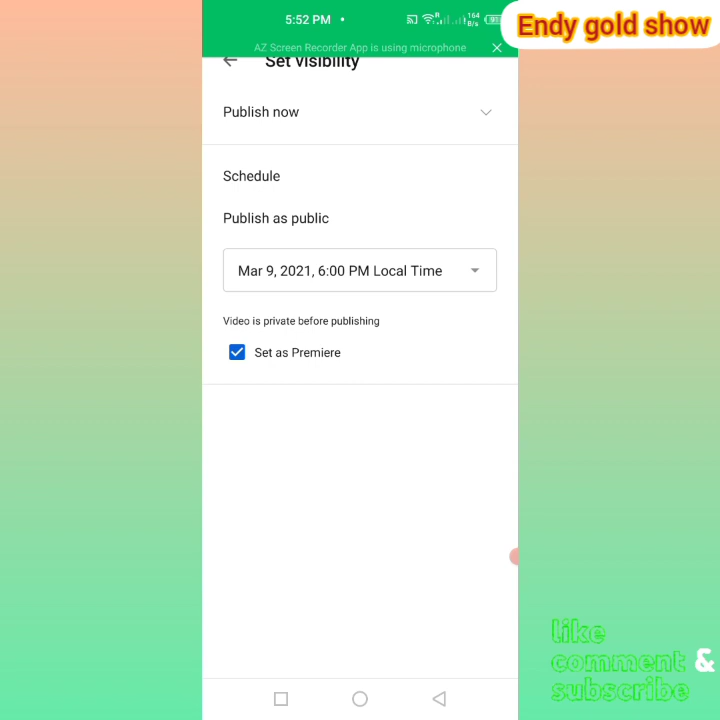 5:52 PM
R
164
B/s
91
Endy gold show
AZ Screen Recorder App is using microphone
Set visibility
Publish now
Schedule
Publish as public
Mar 9, 2021, 6:00 PM Local Time
Video is private before publishing
Set as Premiere
like
comment &
subscribe